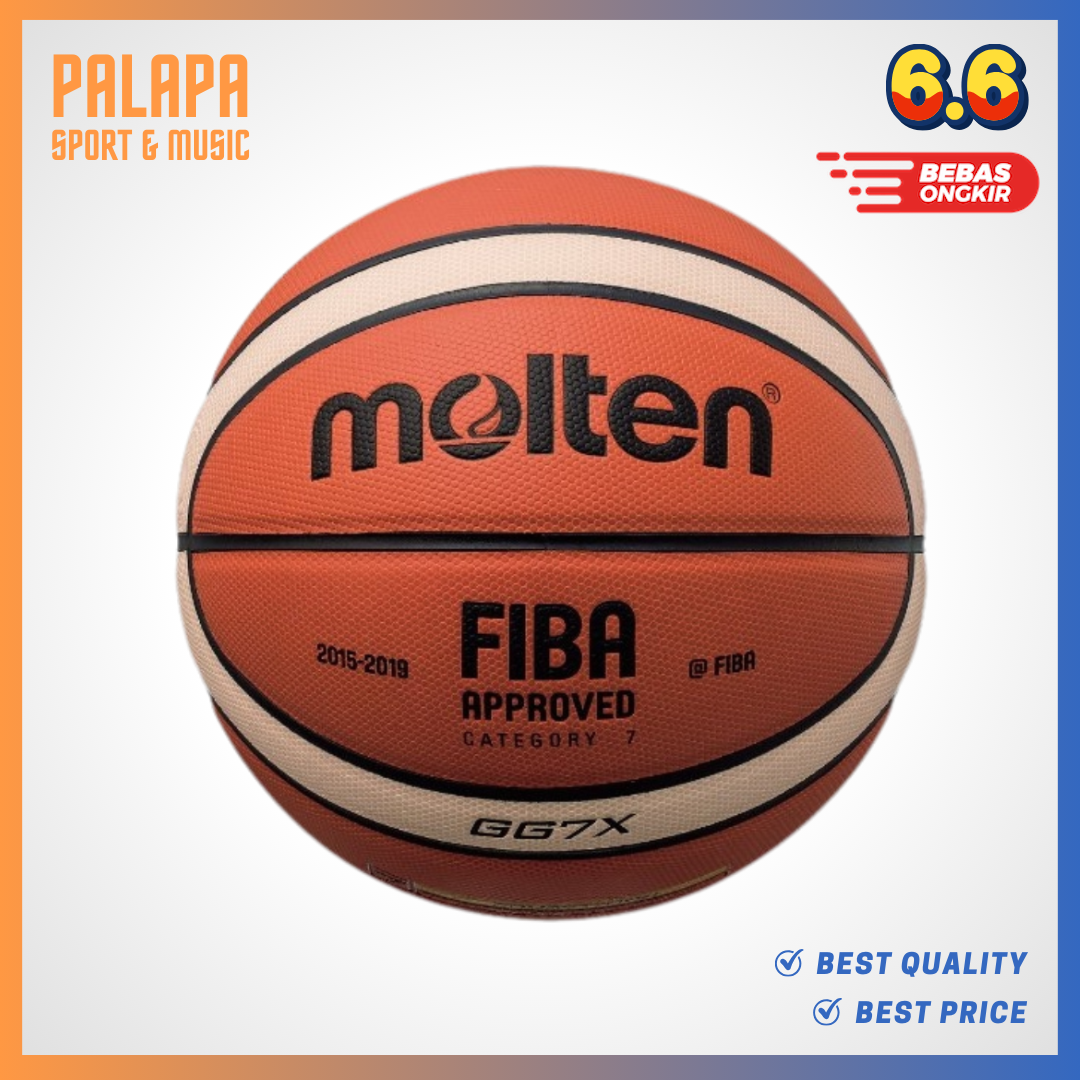 PALAPA
SPORT & MUSIC
6.6
BEBAS
ONGKIR
molten®
2015-2019
FIBA
APPROVED
CATEGORY 7
@ FIBA
GG7X
BEST QUALITY
BEST PRICE